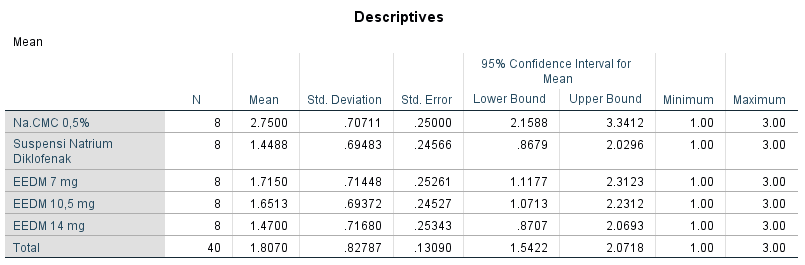 Descriptives
Mean
95% Confidence Interval for
Mean
N Mean Std. Deviation Std. Error Lower Bound Upper Bound Minimum Maximum
Na.CMC 0,5% 8 2.7500 .70711 .25000 2.1588 3.3412 1.00 3.00
Suspensi Natrium
Diklofenak 8 1.4488 .69483 .24566 .8679 2.0296 1.00 3.00
EEDM 7 mg 8 1.7150 .71448 .25261 1.1177 2.3123 1.00 3.00
EEDM 10,5 mg 8 1.6513 .69372 .24527 1.0713 2.2312 1.00 3.00
EEDM 14 mg 8 1.4700 .71680 .25343 .8707 2.0693 1.00 3.00
Total 40 1.8070 .82787 .13090 1.5422 2.0718 1.00 3.00